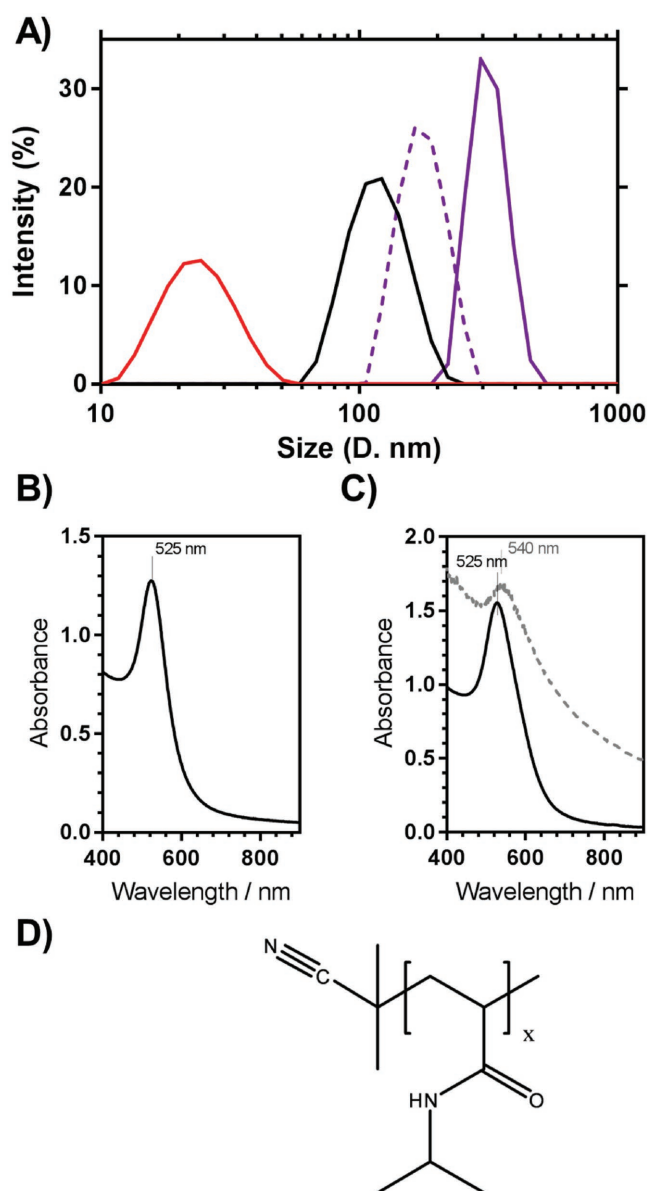 A)
Intensity (%)
30
20
10
0
10
100
1000
Size (D. nm)
B)
C)
Absorbance
1.5
1.0
0.5
0.0
525 nm
400
600
800
Wavelength / nm
Absorbance
2.0
1.5
1.0
0.5
0.0
540 nm
525 nm
400
600
800
Wavelength / nm
D)
N
C
x
HN
O